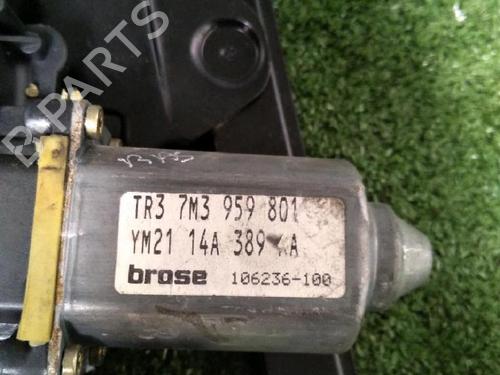 B-PARTS
TR3 7M3 959 801
YM21 14A 389
brose 106236-100